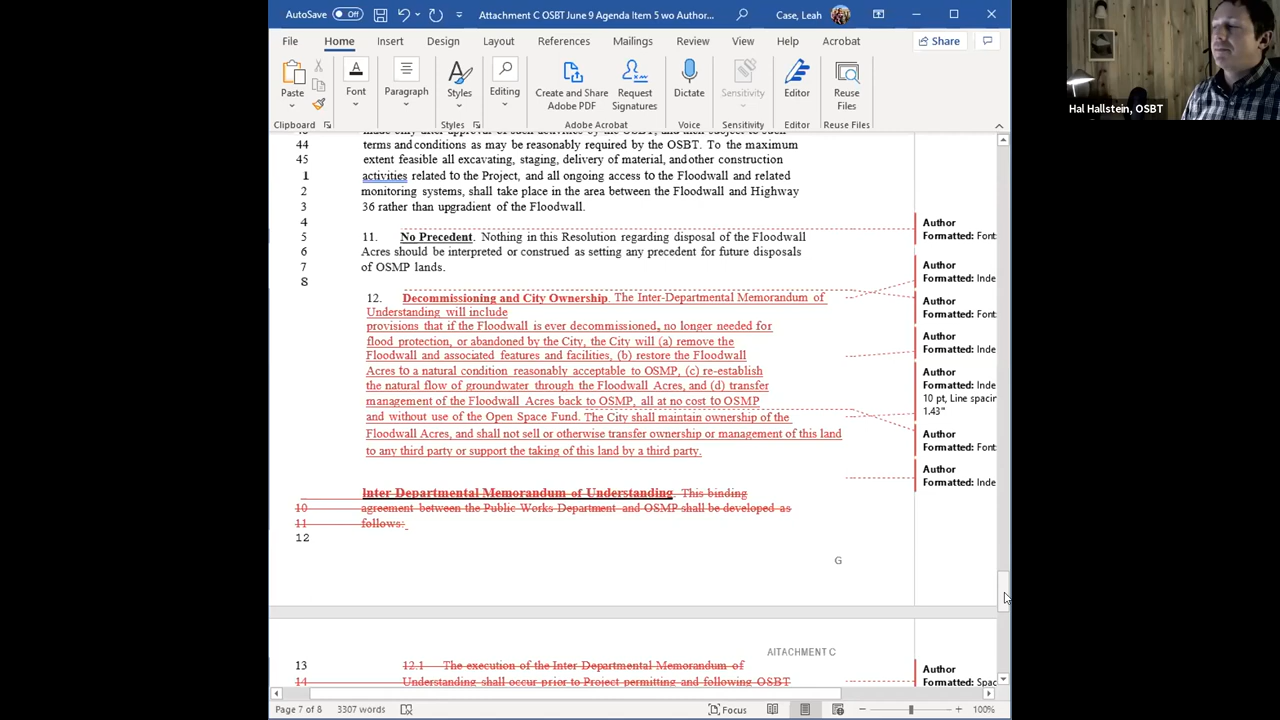 AutoSave Off Attachment C OSBT June 9 Agenda Item 5 wo Author... Case, Leah
File Home Insert Design Layout References Mailings Review View Help Acrobat Share
Paste Font Paragraph Styles Editing Create and Share Adobe PDF Request Signatures Dictate Sensitivity Editor Reuse Files
Clipboard Styles Adobe Acrobat Voice Sensitivity Editor Reuse Files
Hal Hallstein, OSBT
made only after approval of such activities by the OSBT, and then subject to such
44 terms and conditions as may be reasonably required by the OSBT. To the maximum
45 extent feasible all excavating, staging, delivery of material, and other construction
1 activities related to the Project, and all ongoing access to the Floodwall and related
2 monitoring systems, shall take place in the area between the Floodwall and Highway
3 36 rather than upgradient of the Floodwall.
4
5 11. No Precedent. Nothing in this Resolution regarding disposal of the Floodwall
6 Acres should be interpreted or construed as setting any precedent for future disposals
7 of OSMP lands.
8
12. Decommissioning and City Ownership. The Inter-Departmental Memorandum of
Understanding will include
provisions that if the Floodwall is ever decommissioned, no longer needed for
flood protection, or abandoned by the City, the City will (a) remove the
Floodwall and associated features and facilities, (b) restore the Floodwall
Acres to a natural condition reasonably acceptable to OSMP, (c) re-establish
the natural flow of groundwater through the Floodwall Acres, and (d) transfer
management of the Floodwall Acres back to OSMP, all at no cost to OSMP
and without use of the Open Space Fund. The City shall maintain ownership of the
Floodwall Acres, and shall not sell or otherwise transfer ownership or management of this land
to any third party or support the taking of this land by a third party.
Inter-Departmental Memorandum of Understanding. This binding
10 agreement between the Public Works Department and OSMP shall be developed as
11 follows:
12
G
AITACHMENT C
13 12.1 The execution of the Inter-Departmental Memorandum of
14 Understanding shall occur prior to Project permitting and following OSBT
Author
Formatted: Font
Author
Formatted: Inde
Author
Formatted: Font
Author
Formatted: Inde
Author
Formatted: Inde
10 pt, Line spacin
1.43"
Author
Formatted: Font
Author
Formatted: Inde
Author
Formatted: Spac
Page 7 of 8 3307 words Focus 100%